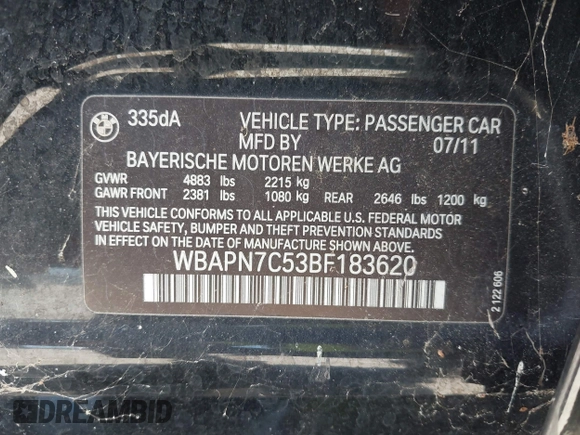 BMW
335dA VEHICLE TYPE: PASSENGER CAR
MFD BY 07/11
BAYERISCHE MOTOREN WERKE AG
GVWR 4883 lbs 2215 kg
GAWR FRONT 2381 lbs 1080 kg REAR 2646 lbs 1200 kg
THIS VEHICLE CONFORMS TO ALL APPLICABLE U.S. FEDERAL MOTOR
VEHICLE SAFETY, BUMPER AND THEFT PREVENTION STANDARDS
IN EFFECT ON THE DATE OF MANUFACTURE SHOWN ABOVE.
WBAPN7C53BF183620
2 122 606
DREAMBID